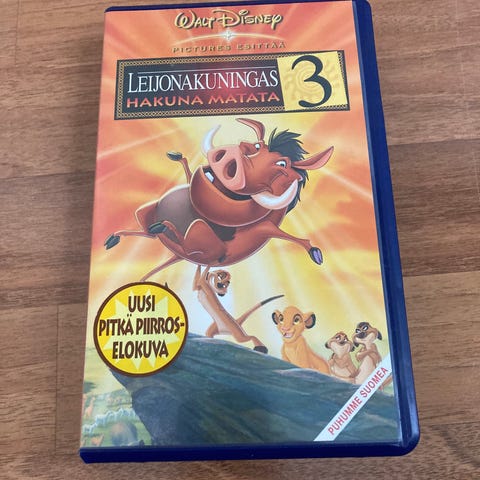 WALT DISNEY
PICTURES ESITTÄÄ
LEIJONAKUNINGAS
HAKUNA MATATA
3
UUSI
PITKÄ PIIRROS-
ELOKUVA
PUHUMME SUOMEA